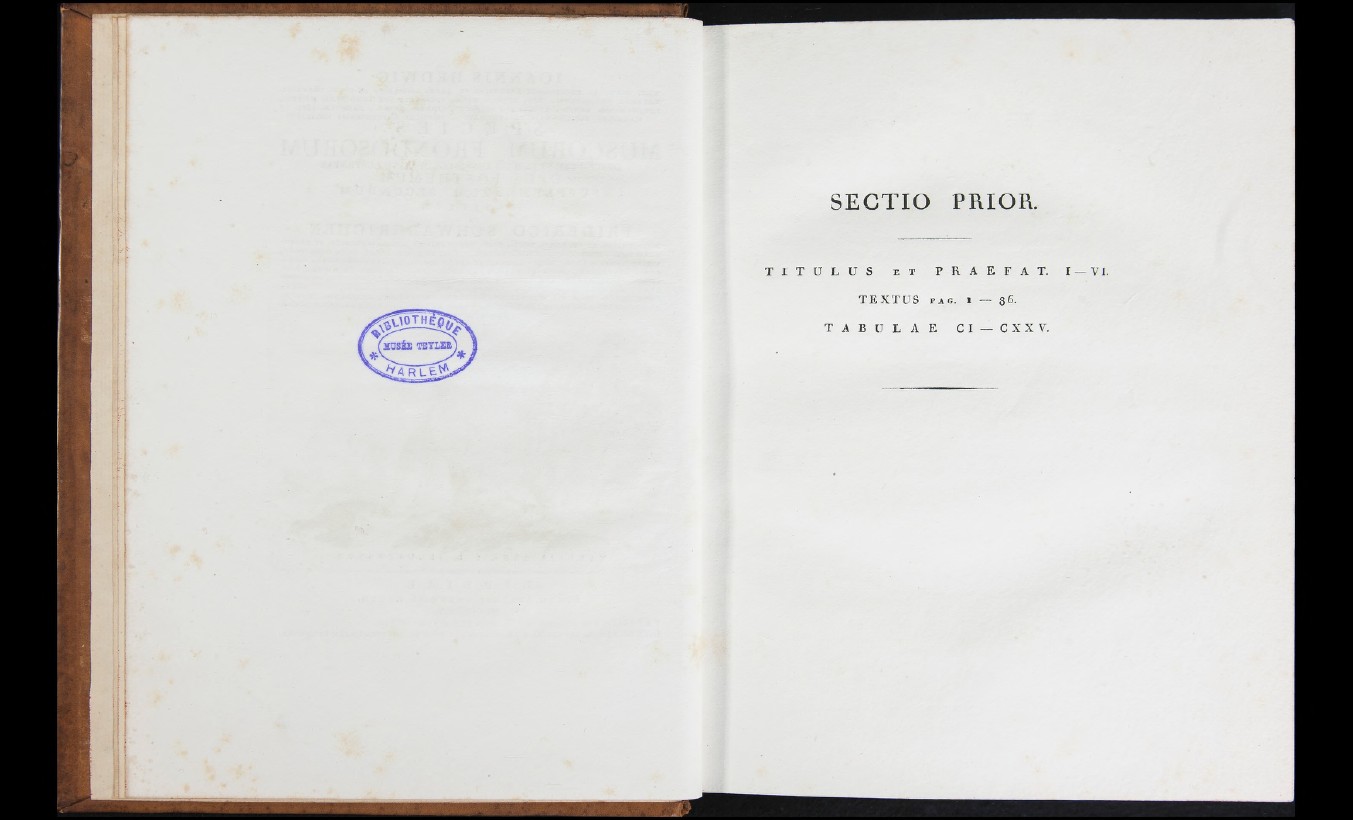 BIBLIOTHÈQUE
MUSÉE TEYLER
* HARLEM *
SECTIO PRIOR.
TITULUS ET PRAEFAT. I—VI.
TEXTUS PAG. 1 — 36.
TABULAE CI — CXXV.